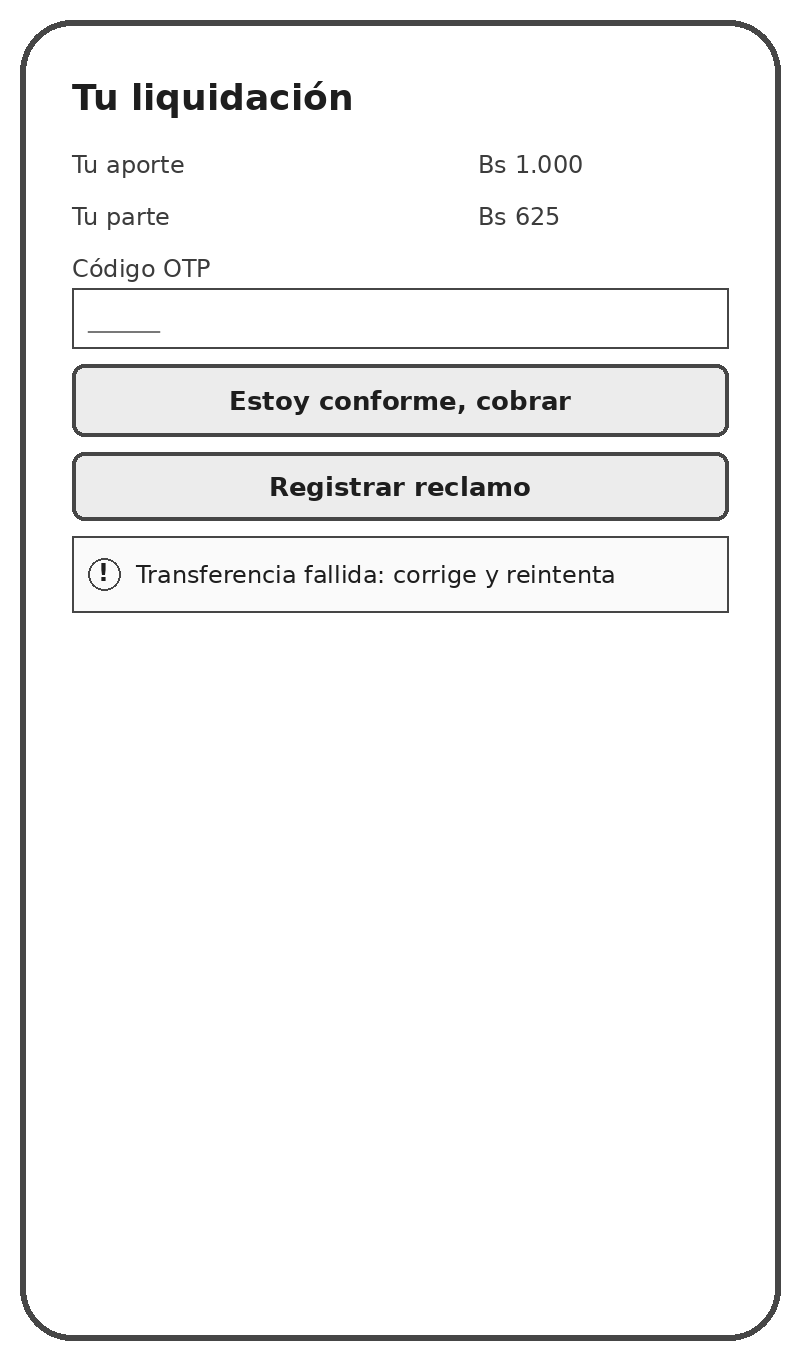 Tu liquidación
Tu aporte Bs 1.000
Tu parte Bs 625
Código OTP
______
Estoy conforme, cobrar
Registrar reclamo
! Transferencia fallida: corrige y reintenta